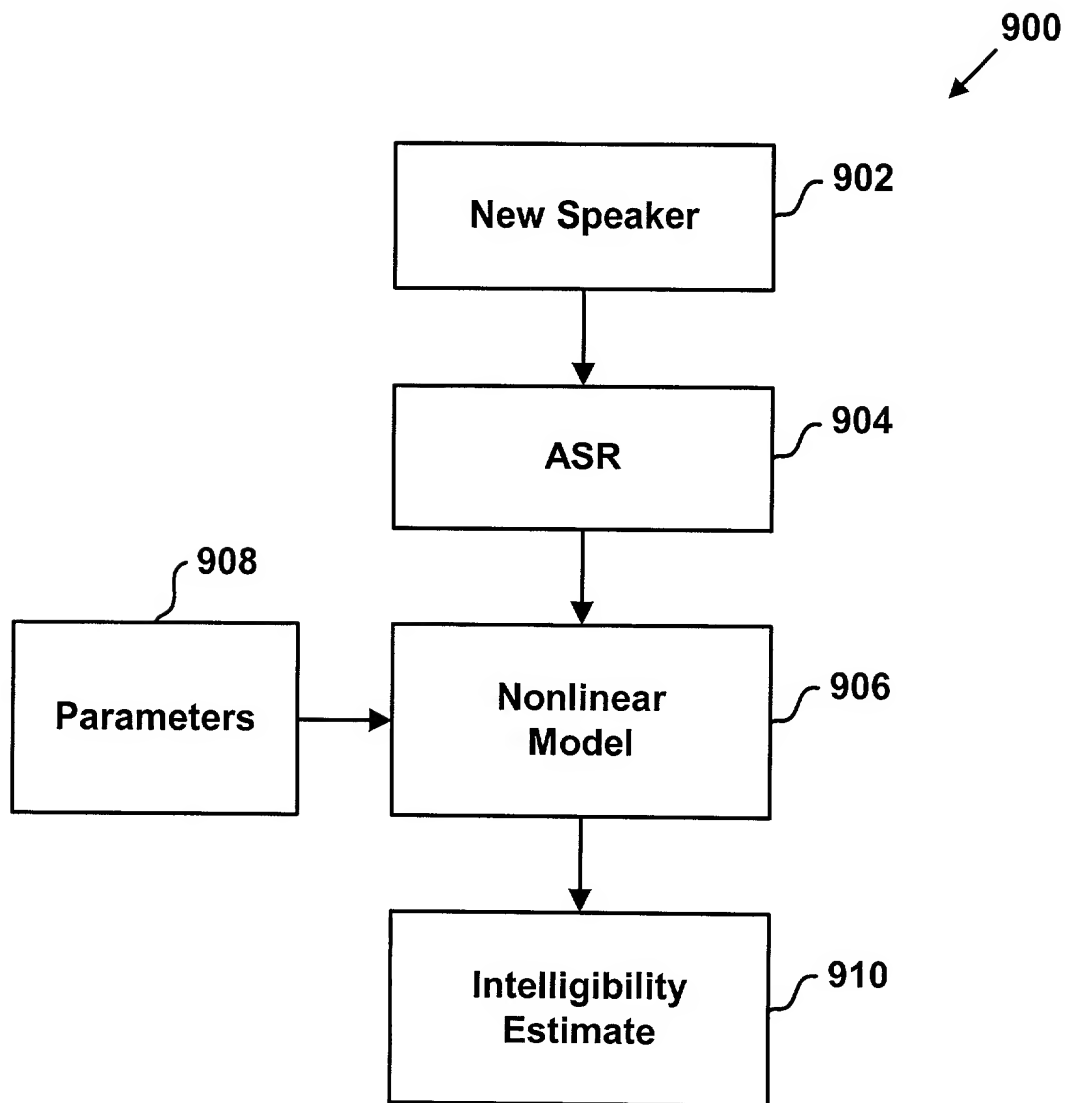 900
New Speaker
902
ASR
904
908
Parameters
Nonlinear
Model
906
Intelligibility
Estimate
910